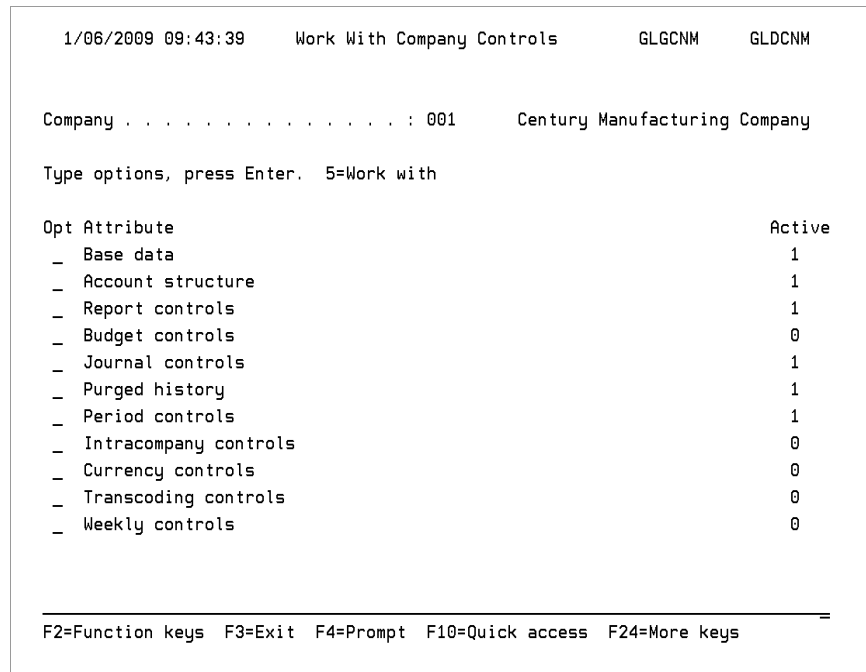 1/06/2009 09:43:39 Work With Company Controls GLGCNM GLDCNM
Company . . . . . . . . . . . . . . . : 001 Century Manufacturing Company
Type options, press Enter. 5=Work with
Opt Attribute Active
_ Base data 1
_ Account structure 1
_ Report controls 1
_ Budget controls 0
_ Journal controls 1
_ Purged history 1
_ Period controls 1
_ Intracompany controls 0
_ Currency controls 0
_ Transcoding controls 0
_ Weekly controls 0
F2=Function keys F3=Exit F4=Prompt F10=Quick access F24=More keys